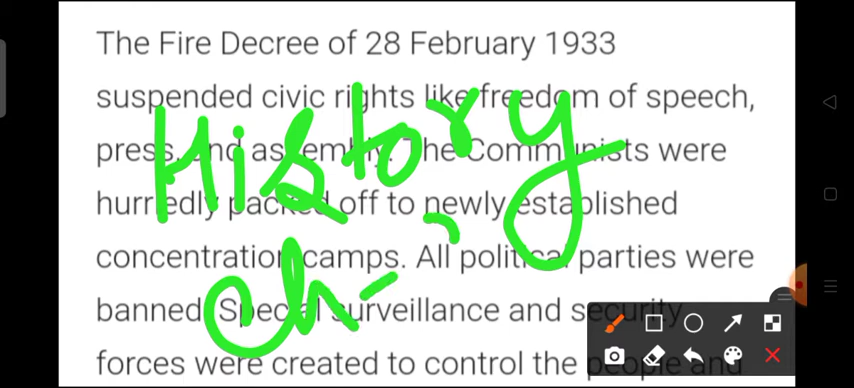 The Fire Decree of 28 February 1933
suspended civic rights like freedom of speech,
press, and assembly. The Communists were
hurriedly packed off to newly established
concentration camps. All political parties were
banned. Special surveillance and security
forces were created to control the people and
History
Ch-